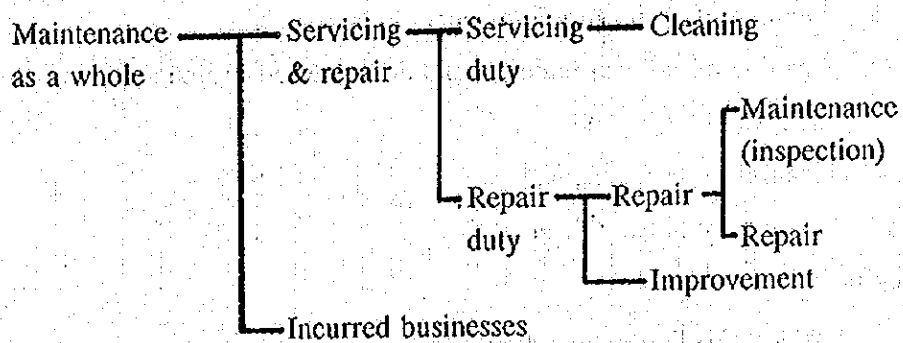 Maintenance Servicing Servicing Cleaning
as a whole & repair duty
Maintenance
(inspection)
Repair Repair
duty Repair
Improvement
Incurred businesses